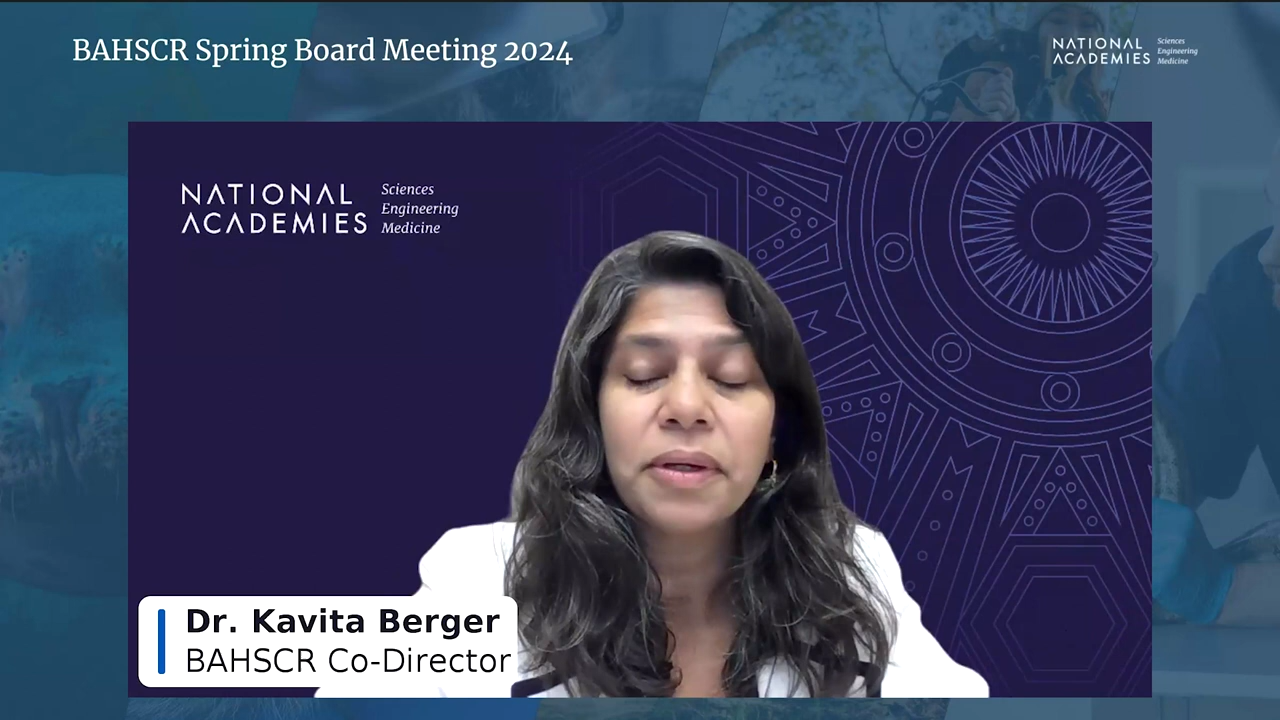 BAHSCR Spring Board Meeting 2024
NATIONAL
ACADEMIES
Sciences
Engineering
Medicine
NATIONAL
ACADEMIES
Sciences
Engineering
Medicine
Dr. Kavita Berger
BAHSCR Co-Director